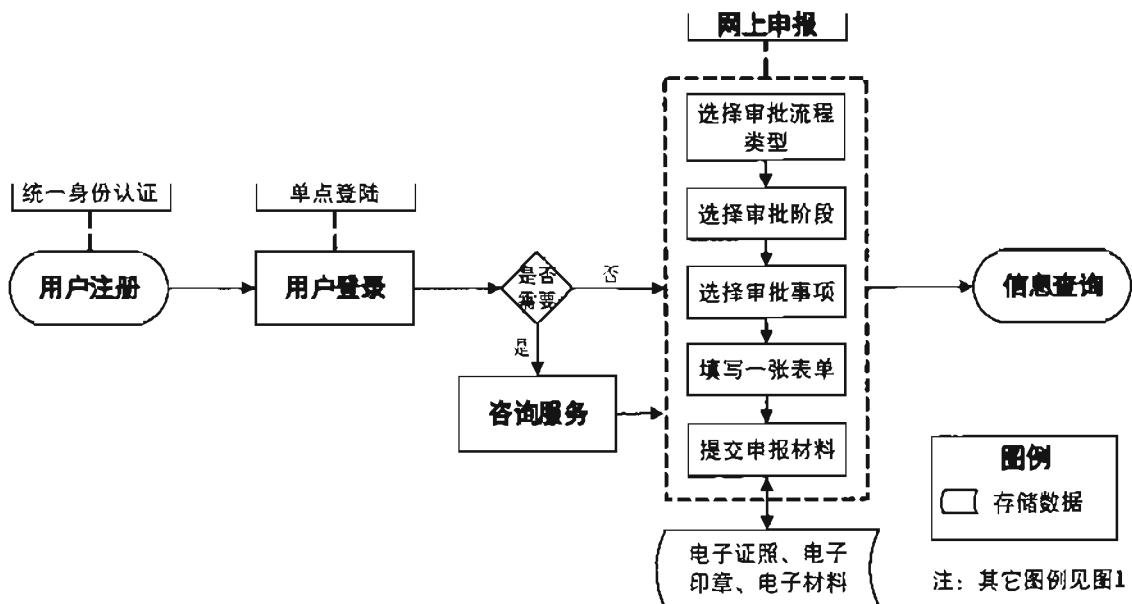 网上申报
选择审批流程
类型
统一身份认证
单点登陆
选择审批阶段
用户注册
用户登录
是否
需要
否
选择审批事项
信息查询
是
填写一张表单
咨询服务
提交申报材料
图例
存储数据
电子证照、电子
印章、电子材料
注：其它图例见图1